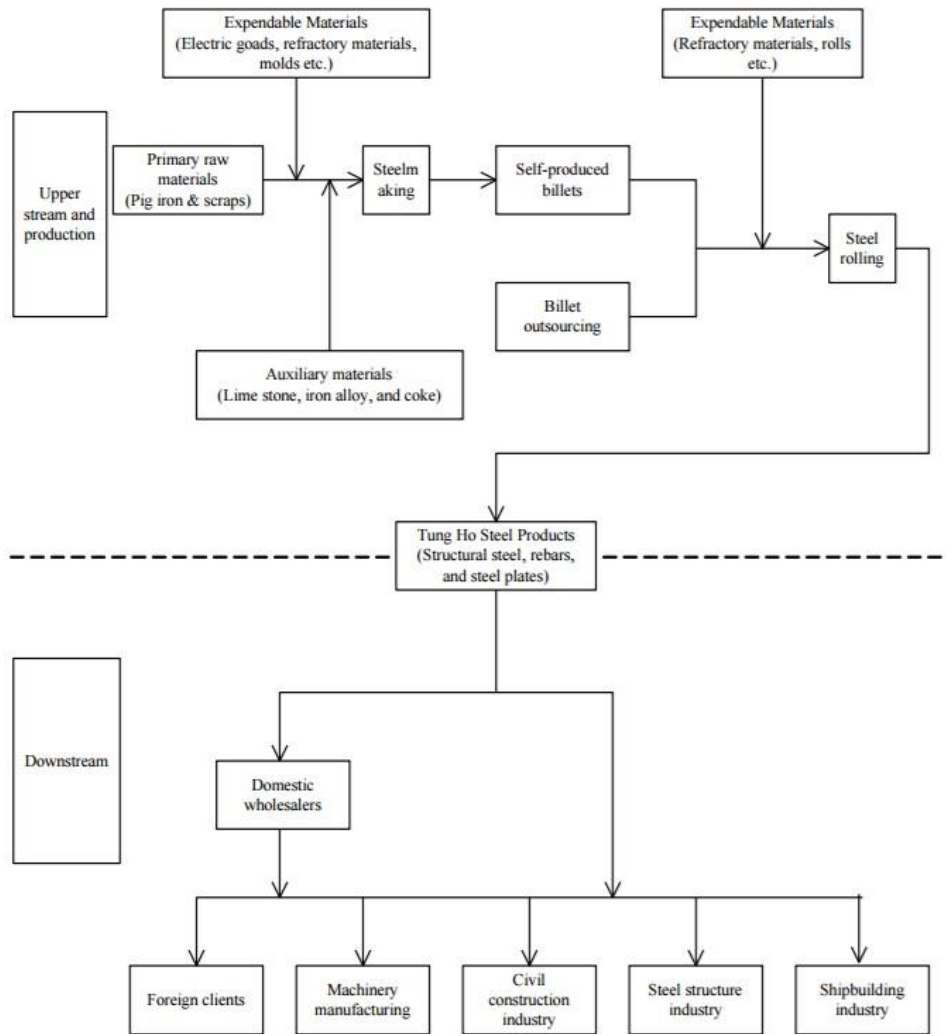 Expendable Materials
(Electric goads, refractory materials,
molds etc.)
Expendable Materials
(Refractory materials, rolls
etc.)
Upper
stream and
production
Primary raw
materials
(Pig iron & scraps)
Steelm
aking
Self-produced
billets
Steel
rolling
Billet
outsourcing
Auxiliary materials
(Lime stone, iron alloy, and coke)
Tung Ho Steel Products
(Structural steel, rebars,
and steel plates)
Downstream
Domestic
wholesalers
Foreign clients
Machinery
manufacturing
Civil
construction
industry
Steel structure
industry
Shipbuilding
industry